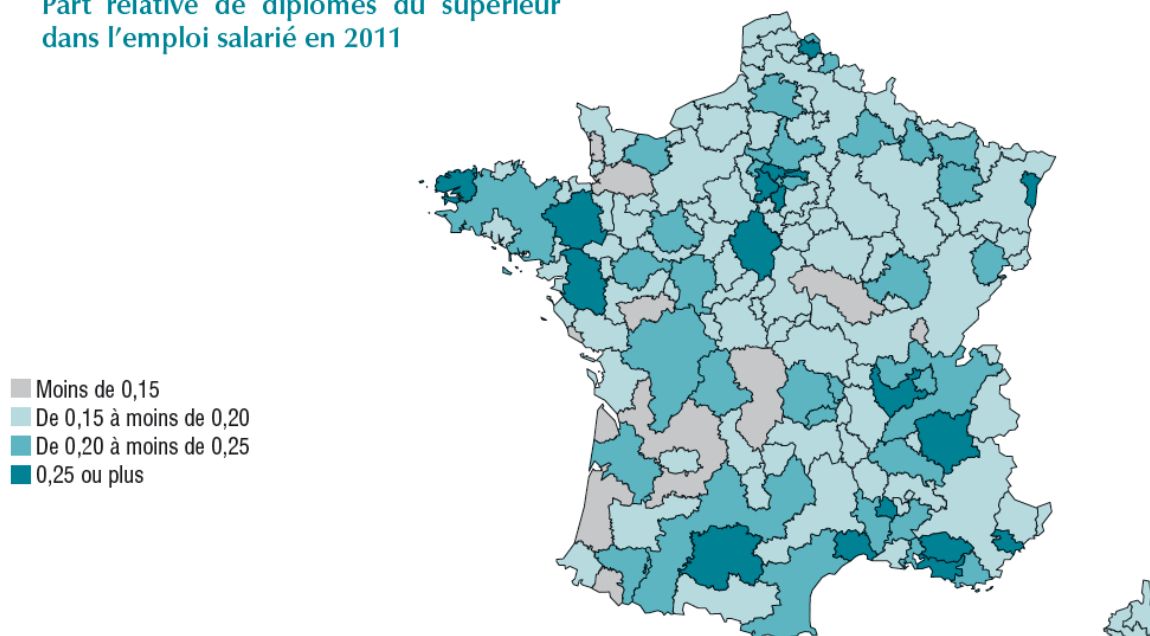 Part relative de diplômés du supérieur
dans l’emploi salarié en 2011
Moins de 0,15
De 0,15 à moins de 0,20
De 0,20 à moins de 0,25
0,25 ou plus